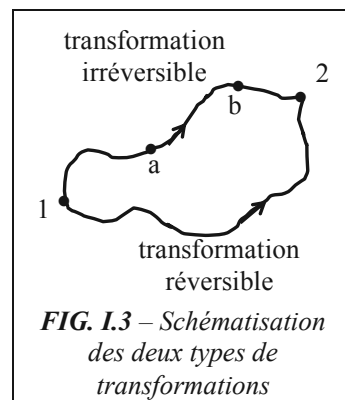 transformation
irréversible
b
2
a
1
transformation
réversible
FIG. I.3 – Schématisation
des deux types de
transformations